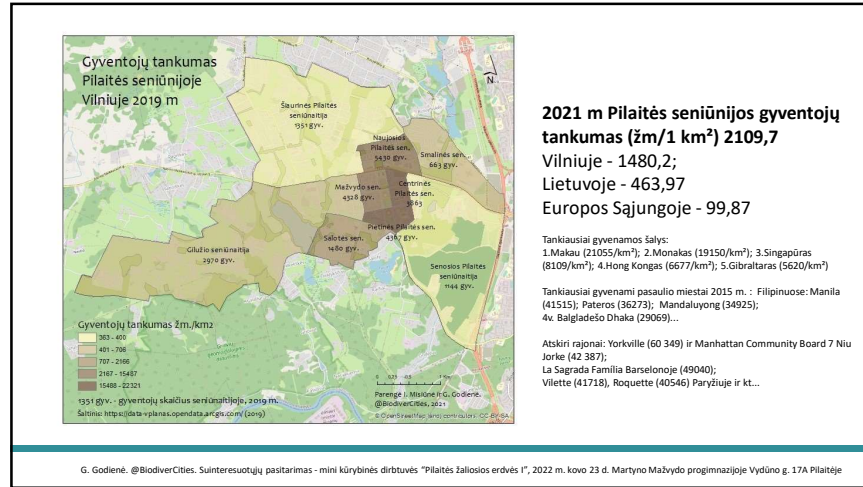 Gyventojų tankumas
Pilaitės seniūnijoje
Vilniuje 2019 m
N
Šiaurinės Pilaitės
seniūnaitija
1351 gyv.
Naujosios
Pilaitės sen.
5430 gyv.
Smalinės sen.
663 gyv.
Mažvydo sen.
4328 gyv.
Centrinės
Pilaitės sen.
3863
Pietinės Pilaitės sen.
4367 gyv.
Salotės sen.
1480 gyv.
Gilužio seniūnaitija
2970 gyv.
Senosios Pilaitės
seniūnaitija
1144 gyv.
Gyventojų tankumas žm./km2
363 - 400
401 - 706
707 - 2166
2167 - 15487
15488 - 22321
1351 gyv. - gyventojų skaičius seniūnaitijoje, 2019 m.
Šaltinis: https://data-vplanas.opendata.arcgis.com/ (2019)
Parengė I. Misiūnė ir G. Godienė.
@BiodiverCities, 2021
© OpenStreetMap (and) contributors, CC-BY-SA
2021 m Pilaitės seniūnijos gyventojų
tankumas (žm/1 km²) 2109,7
Vilniuje - 1480,2;
Lietuvoje - 463,97
Europos Sąjungoje - 99,87
Tankiausiai gyvenamos šalys:
1.Makau (21055/km²); 2.Monakas (19150/km²); 3.Singapūras
(8109/km²); 4.Hong Kongas (6677/km²); 5.Gibraltaras (5620/km²)
Tankiausiai gyvenami pasaulio miestai 2015 m. : Filipinuose: Manila
(41515); Pateros (36273); Mandaluyong (34925);
4v. Balgladešo Dhaka (29069)...
Atskiri rajonai: Yorkville (60 349) ir Manhattan Community Board 7 Niu
Jorke (42 387);
La Sagrada Família Barselonoje (49040);
Vilette (41718), Roquette (40546) Paryžiuje ir kt...
G. Godienė. @BiodiverCities. Suinteresuotųjų pasitarimas - mini kūrybinės dirbtuvės “Pilaitės žaliosios erdvės I”, 2022 m. kovo 23 d. Martyno Mažvydo progimnazijoje Vydūno g. 17A Pilaitėje